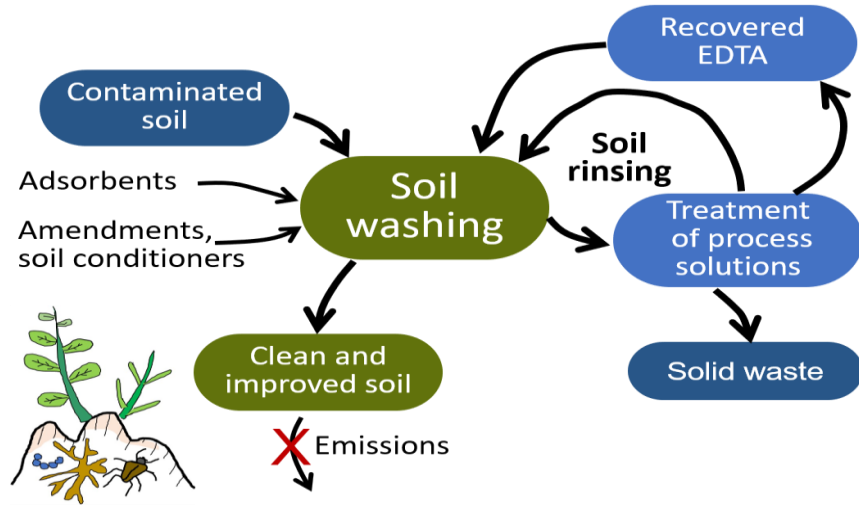 Recovered
EDTA
Contaminated
soil
Soil
rinsing
Adsorbents
Soil
washing
Amendments,
soil conditioners
Treatment
of process
solutions
Clean and
improved soil
Solid waste
Emissions